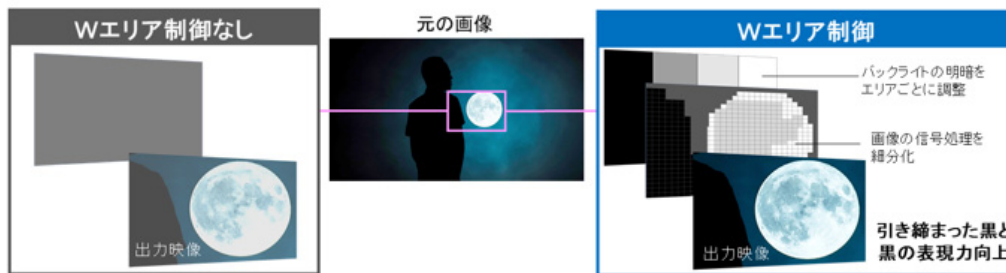 Wエリア制御なし
出力映像
元の画像
Wエリア制御
バックライトの明暗を
エリアごとに調整
画像の信号処理を
細分化
出力映像
引き締まった黒と
黒の表現力向上